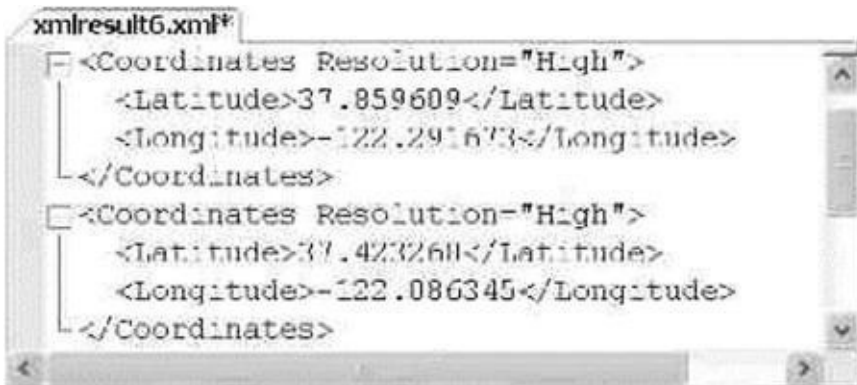 xmlresult6.xml*
<Coordinates Resolution="High">
<Latitude>37.859609</Latitude>
<Longitude>-122.291673</Longitude>
</Coordinates>
<Coordinates Resolution="High">
<Latitude>37.423268</Latitude>
<Longitude>-122.086345</Longitude>
</Coordinates>